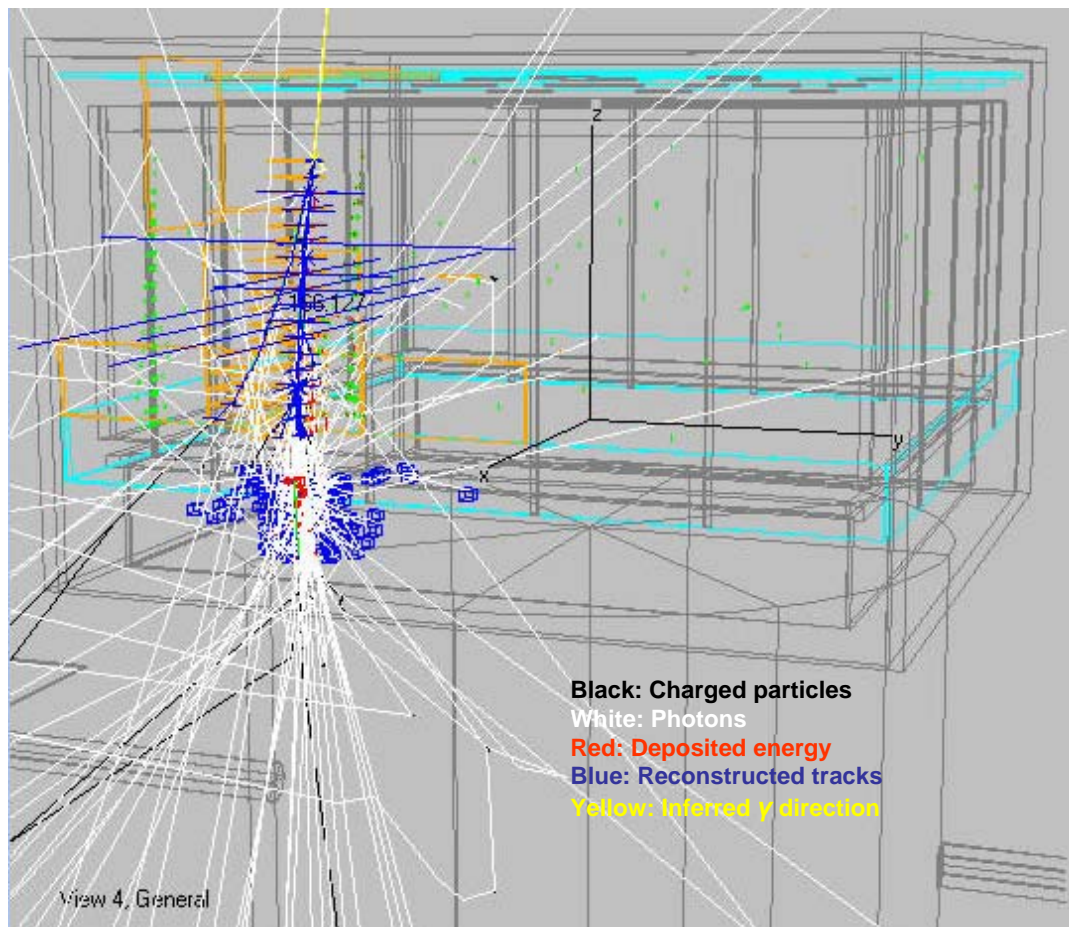 z
y
x
Black: Charged particles
White: Photons
Red: Deposited energy
Blue: Reconstructed tracks
Yellow: Inferred γ direction
View 4, General